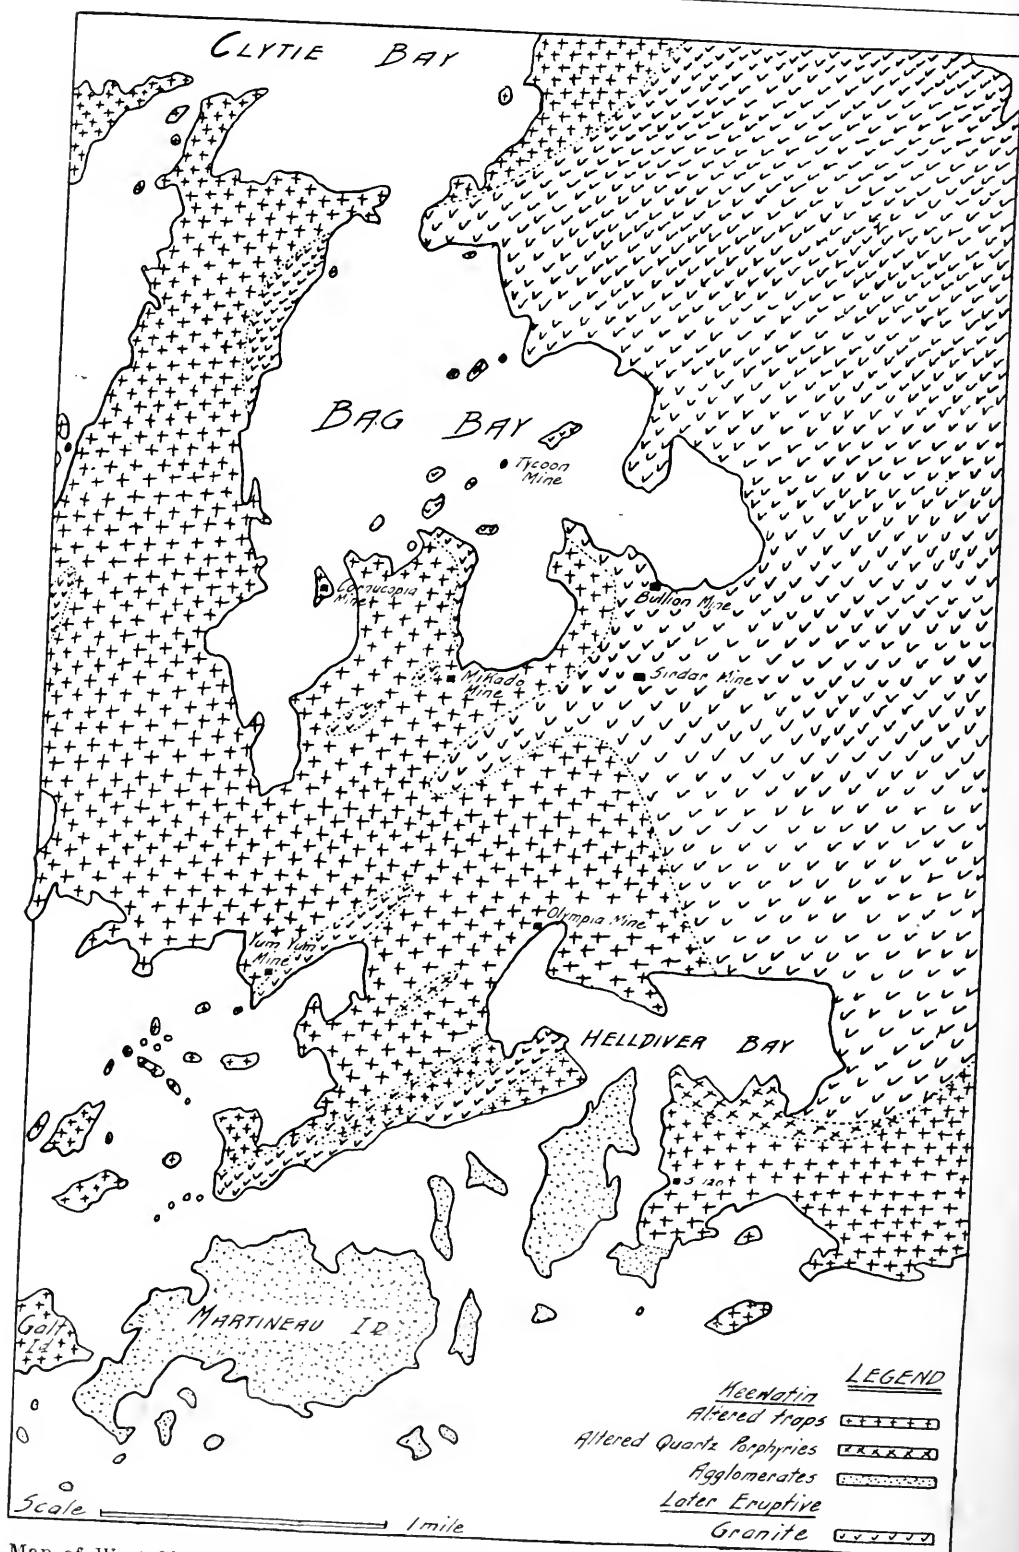 CLYTIE BAY
BAG BAY
Tycoon
Mine
Cornucopia
Mine
Bullion Mine
Mikado
Mine
Sirdar Mine
Olympia Mine
Yum Yum
Mine
HELLDIVER BAY
MARTINEAU ID
Galt
Id
LEGEND
Keewatin
Altered traps
Altered Quartz Porphyries
Agglomerates
Later Eruptive
Granite
Scale
1 mile
Map of